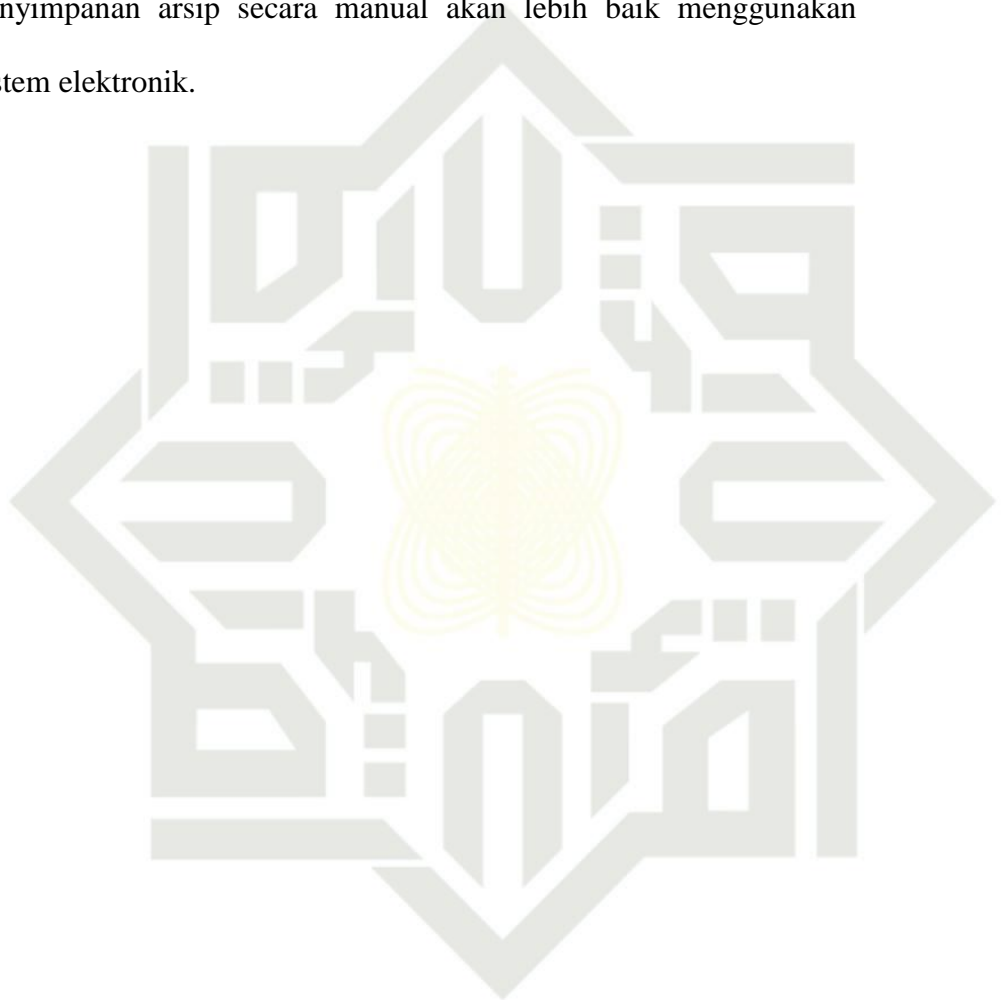 nyimpanan arsip secara manual akan lebih baik menggunakan
stem elektronik.